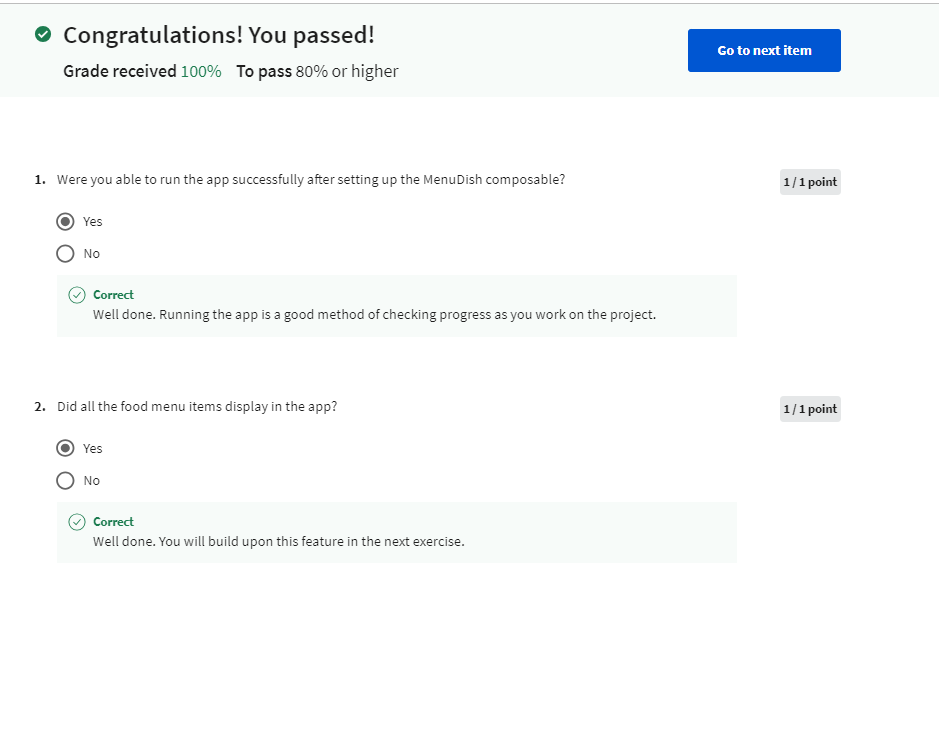 Congratulations! You passed!
Go to next item
Grade received 100% To pass 80% or higher
1. Were you able to run the app successfully after setting up the MenuDish composable?
1 / 1 point
Yes
No
Correct
Well done. Running the app is a good method of checking progress as you work on the project.
2. Did all the food menu items display in the app?
1 / 1 point
Yes
No
Correct
Well done. You will build upon this feature in the next exercise.